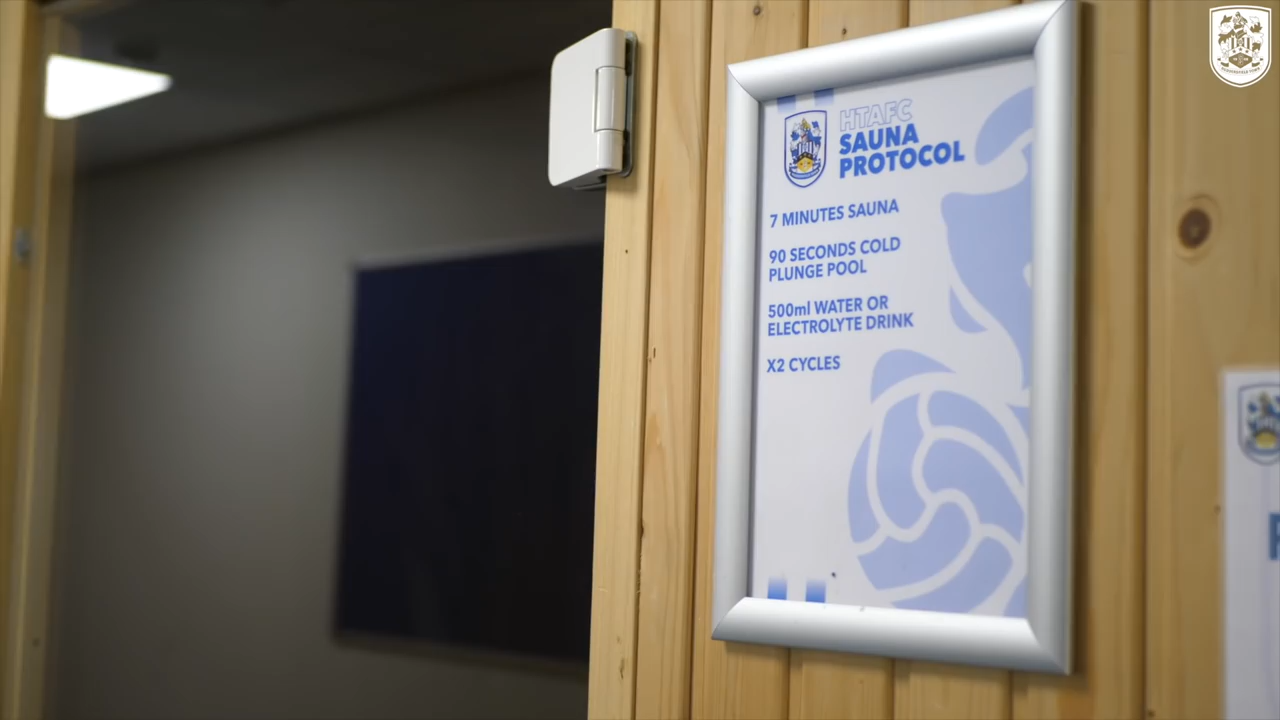 HTAFC
SAUNA
PROTOCOL
7 MINUTES SAUNA
90 SECONDS COLD
PLUNGE POOL
500ml WATER OR
ELECTROLYTE DRINK
X2 CYCLES